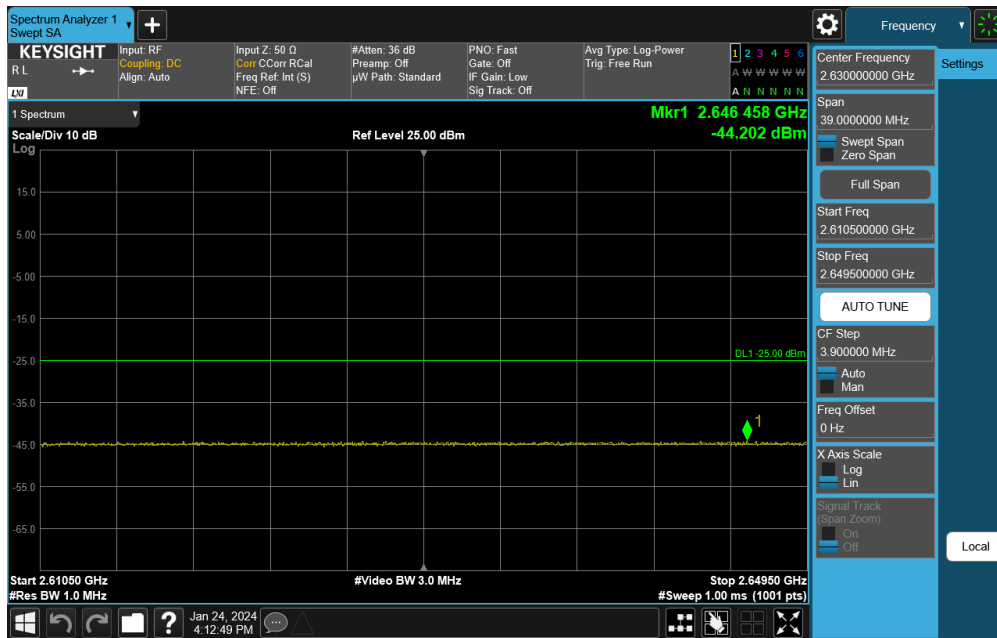 Spectrum Analyzer 1
Swept SA
Frequency
KEYSIGHT
R L
LXI
Input: RF
Coupling: DC
Align: Auto
Input Z: 50 Ω
Corr CCorr RCal
Freq Ref: Int (S)
NFE: Off
#Atten: 36 dB
Preamp: Off
µW Path: Standard
PNO: Fast
Gate: Off
IF Gain: Low
Sig Track: Off
Avg Type: Log-Power
Trig: Free Run
1 2 3 4 5 6
A W W W W W
A N N N N N
1 Spectrum
Scale/Div 10 dB
Log
Ref Level 25.00 dBm
Mkr1 2.646 458 GHz
-44.202 dBm
15.0
5.00
-5.00
-15.0
-25.0
-35.0
-45.0
-55.0
-65.0
DL1 -25.00 dBm
1
Start 2.61050 GHz
#Res BW 1.0 MHz
#Video BW 3.0 MHz
Stop 2.64950 GHz
#Sweep 1.00 ms (1001 pts)
Center Frequency
2.630000000 GHz
Span
39.0000000 MHz
Swept Span
Zero Span
Full Span
Start Freq
2.610500000 GHz
Stop Freq
2.649500000 GHz
AUTO TUNE
CF Step
3.900000 MHz
Auto
Man
Freq Offset
0 Hz
X Axis Scale
Log
Lin
Signal Track
(Span Zoom)
On
Off
Settings
Local
?
Jan 24, 2024
4:12:49 PM